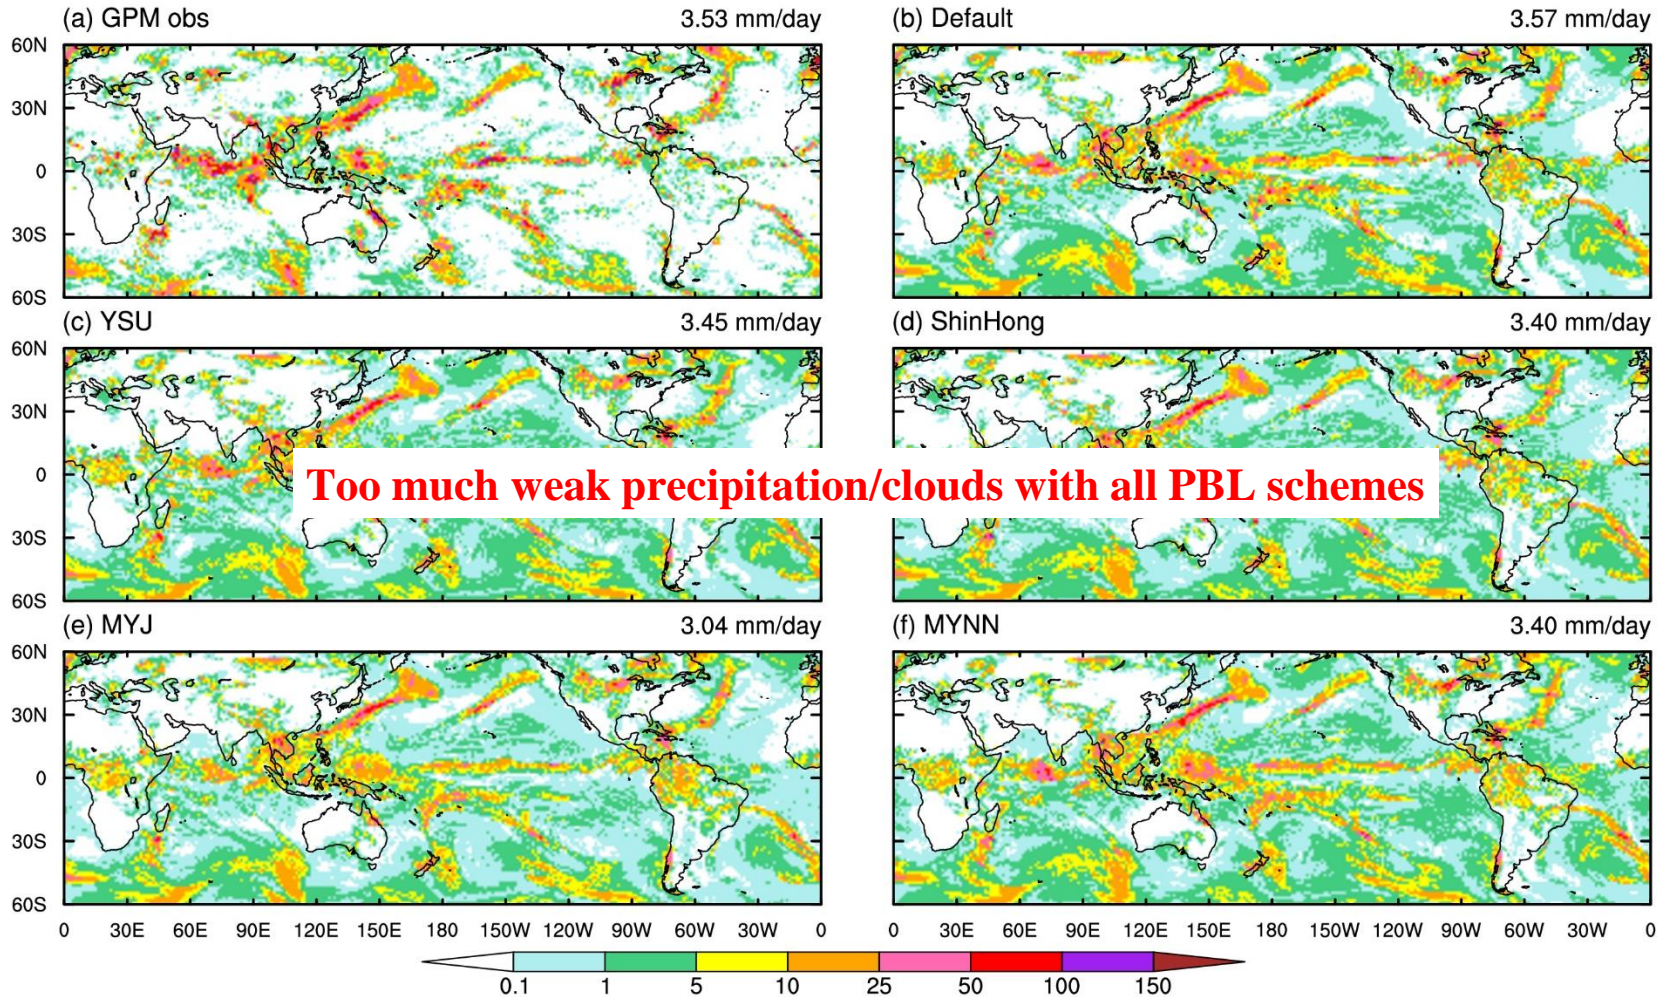 (a) GPM obs 3.53 mm/day
(b) Default 3.57 mm/day
60N
30N
0
30S
60S
(c) YSU 3.45 mm/day
(d) ShinHong 3.40 mm/day
60N
30N
0
30S
60S
Too much weak precipitation/clouds with all PBL schemes
(e) MYJ 3.04 mm/day
(f) MYNN 3.40 mm/day
60N
30N
0
30S
60S
0 30E 60E 90E 120E 150E 180 150W 120W 90W 60W 30W 0
0 30E 60E 90E 120E 150E 180 150W 120W 90W 60W 30W 0
0.1 1 5 10 25 50 100 150